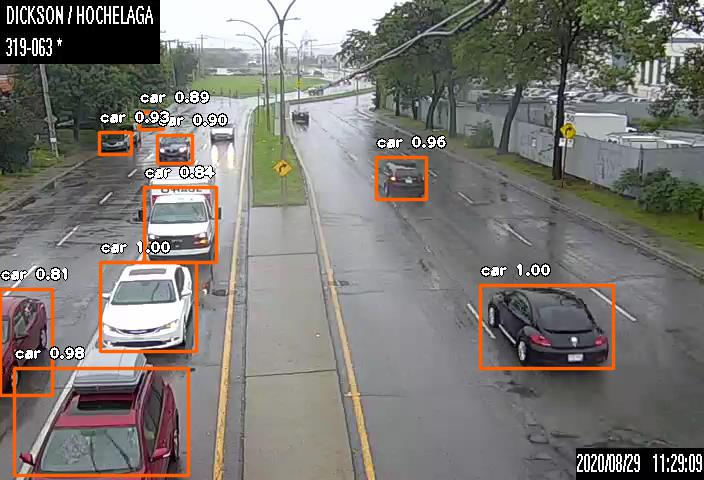 DICKSON / HOCHELAGA
319-063 *
car 0.89
car 0.93
car 0.90
car 0.96
car 0.84
car 1.00
car 1.00
car 0.81
car 0.98
2020/08/29 11:29:09